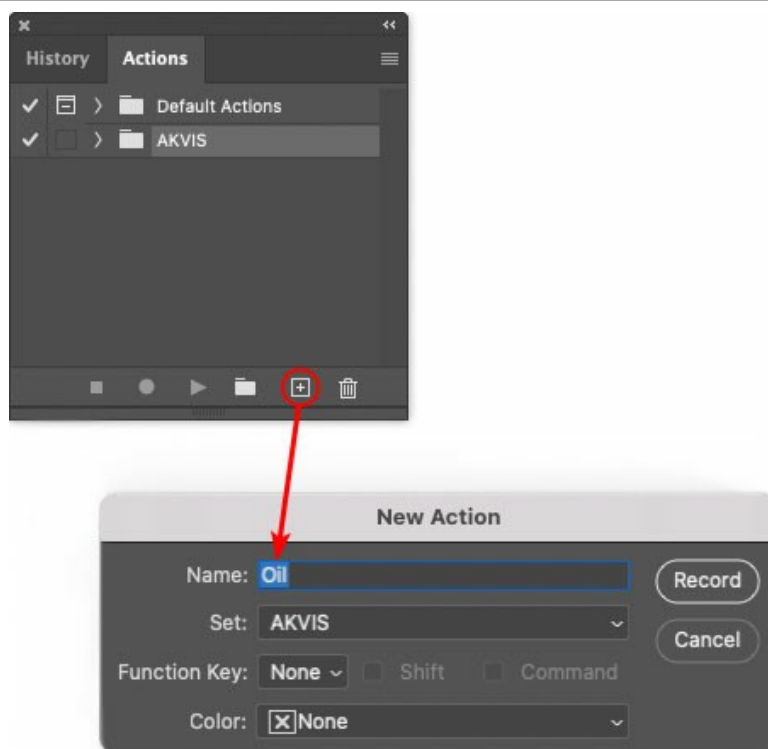 History Actions
Default Actions
AKVIS
New Action
Name: Oil Record
Set: AKVIS
Cancel
Function Key: None Shift Command
Color: None